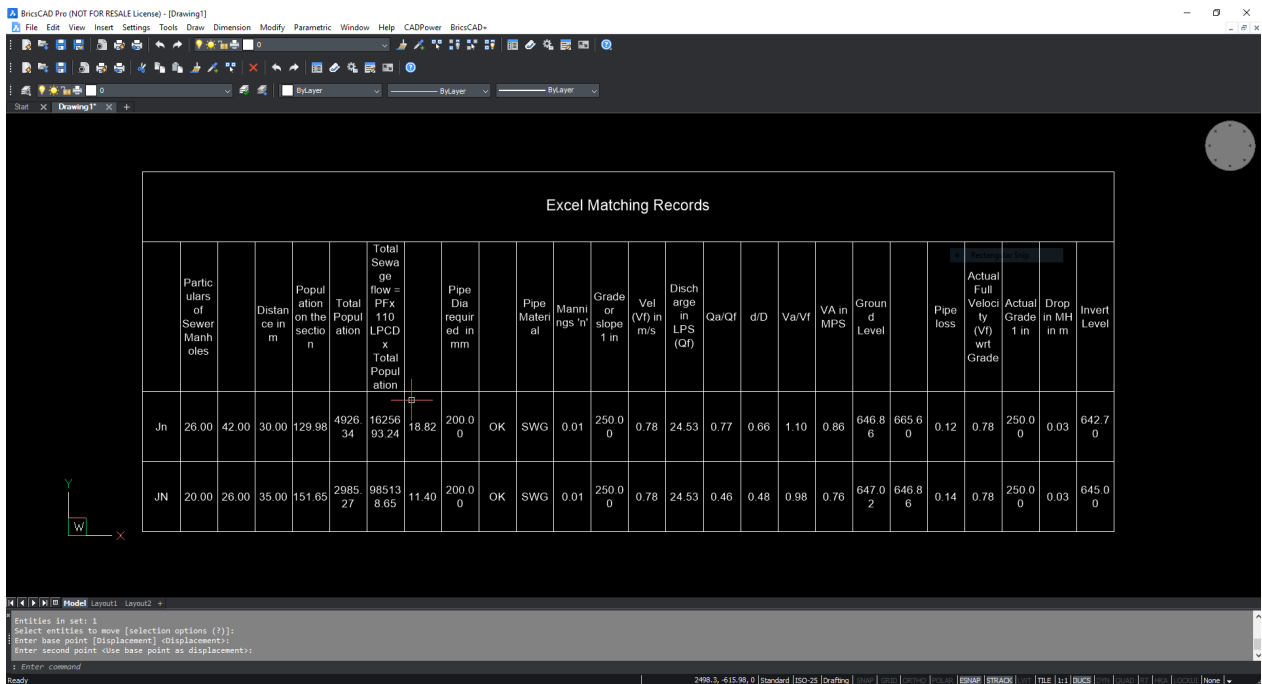 BricsCAD Pro (NOT FOR RESALE License) - [Drawing1]
File Edit View Insert Settings Tools Draw Dimension Modify Parametric Window Help CADPower BricsCAD+
0
0 ByLayer ByLayer ByLayer
Start Drawing1*
Excel Matching Records
Particulars of Sewer Manholes
Distance in m
Population on the section
Total Population
Total Sewage flow = PFx 110 LPCD x Total Population
Pipe Dia required in mm
Pipe Material
Mannings 'n'
Grade or slope 1 in
Vel (Vf) in m/s
Discharge in LPS (Qf)
Qa/Qf
d/D
Va/Vf
VA in MPS
Ground Level
Pipe loss
Actual Full Velocity (Vf) wrt Grade
Actual Grade 1 in
Drop in MH in m
Invert Level
Jn 26.00 42.00 30.00 129.98 4926.34 1625693.24 18.82 200.00 OK SWG 0.01 250.00 0.78 24.53 0.77 0.66 1.10 0.86 646.86 665.60 0.12 0.78 250.00 0.03 642.70
JN 20.00 26.00 35.00 151.65 2985.27 985138.65 11.40 200.00 OK SWG 0.01 250.00 0.78 24.53 0.46 0.48 0.98 0.76 647.02 646.86 0.14 0.78 250.00 0.03 645.00
Rectangular Snip
Y
W
X
Model Layout1 Layout2 +
Entities in set: 1
Select entities to move [selection options (?)]:
Enter base point [Displacement] <Displacement>:
Enter second point <Use base point as displacement>:
: Enter command
Ready 2498.3, -615.98, 0 Standard ISO-25 Drafting SNAP GRID ORTHO POLAR ESNAP STRACK LWT TILE 1:1 DUCS DYN QUAD RT HKA LOCKUI None